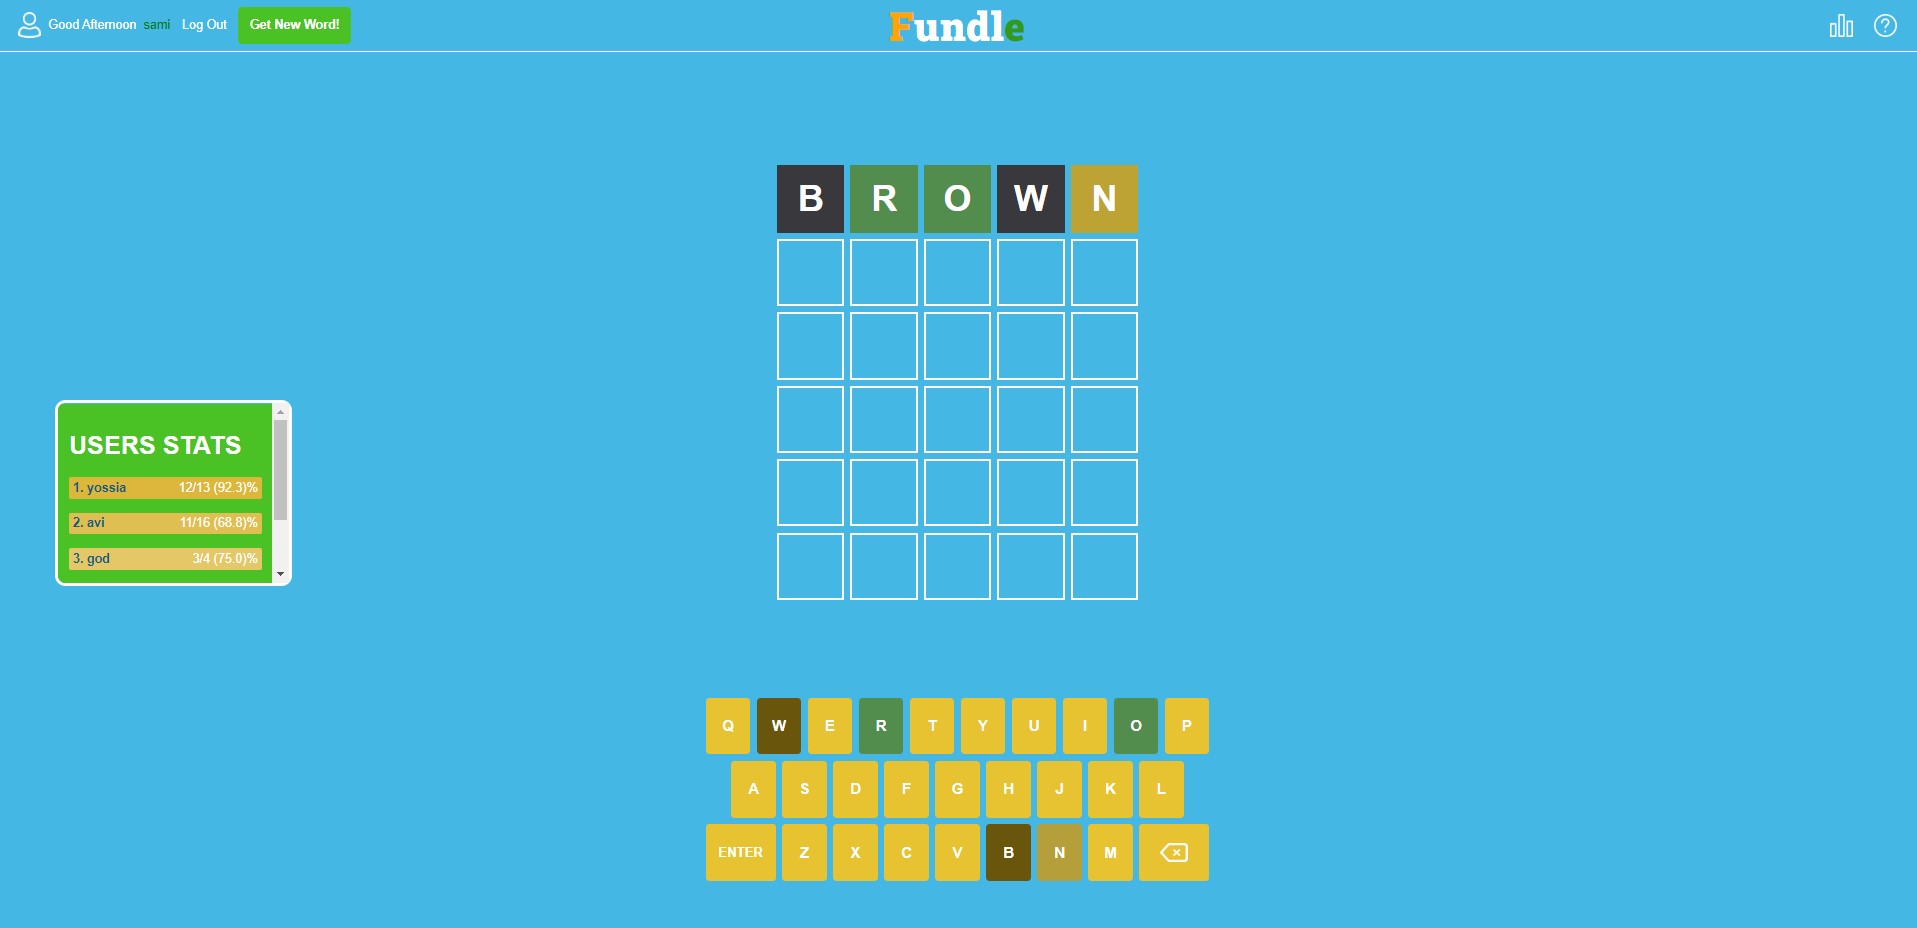 Good Afternoon sami Log Out Get New Word!
Fundle
B R O W N
USERS STATS
1. yossia 12/13 (92.3)%
2. avi 11/16 (68.8)%
3. god 3/4 (75.0)%
Q W E R T Y U I O P
A S D F G H J K L
ENTER Z X C V B N M